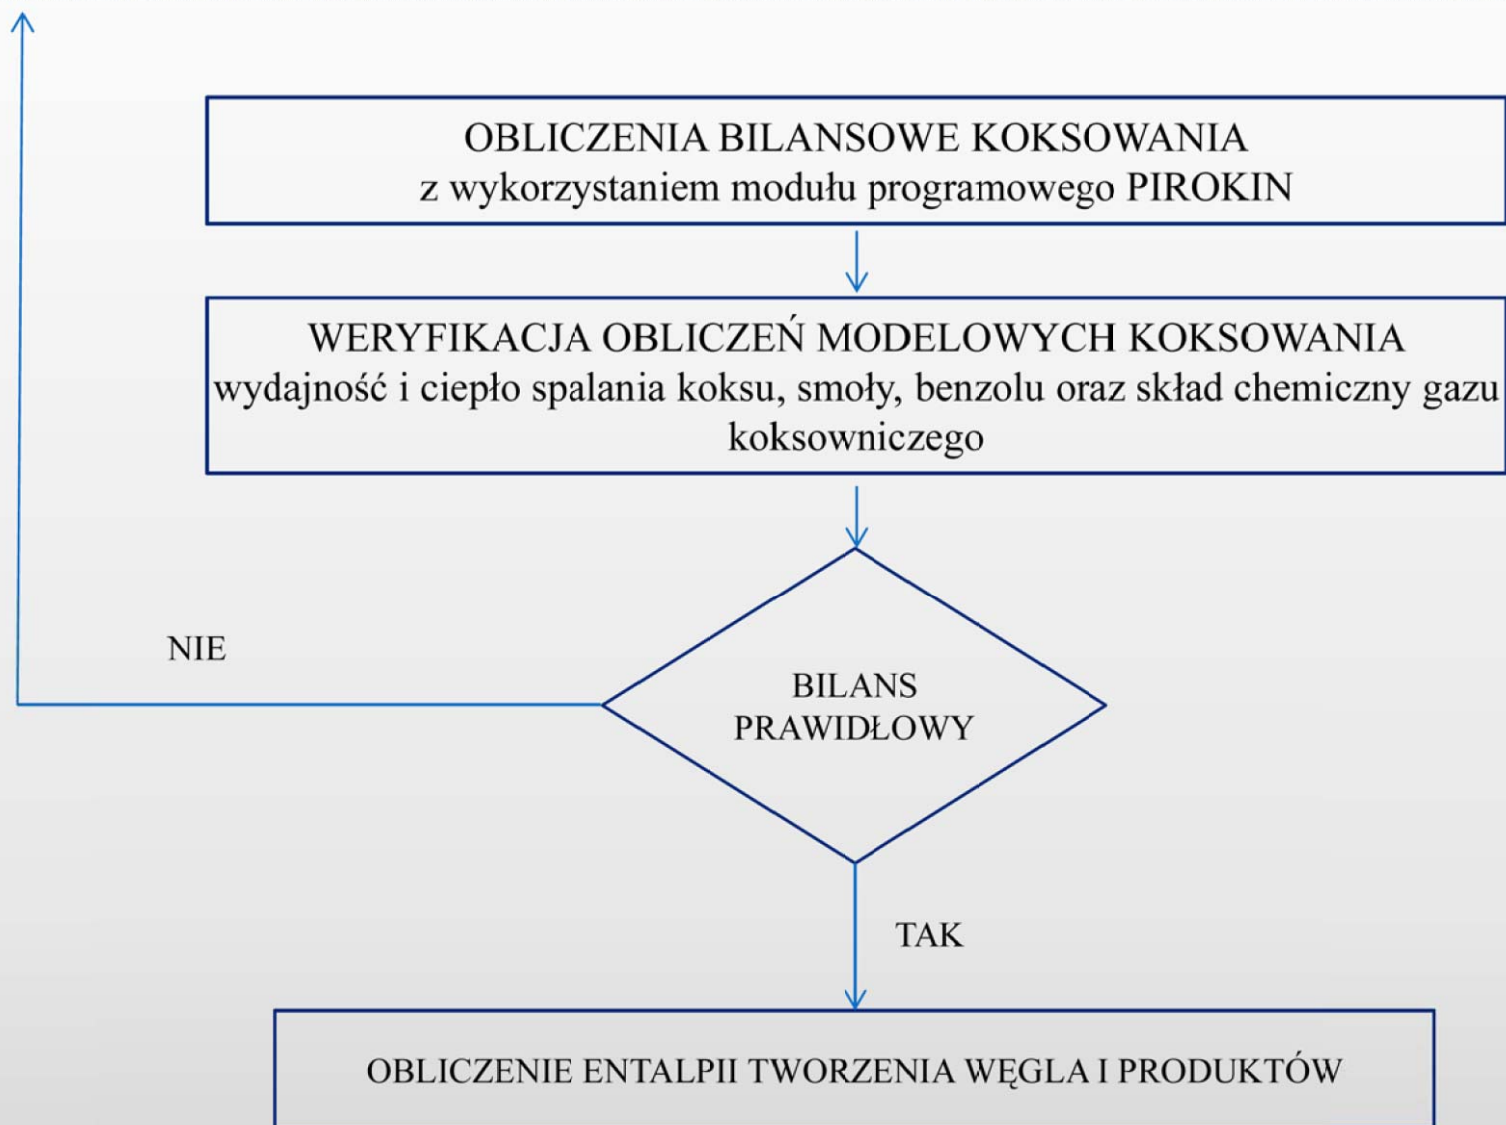 OBLICZENIA BILANSOWE KOKSOWANIA
z wykorzystaniem modułu programowego PIROKIN
WERYFIKACJA OBLICZEŃ MODELOWYCH KOKSOWANIA
wydajność i ciepło spalania koksu, smoły, benzolu oraz skład chemiczny gazu
koksowniczego
NIE
BILANS
PRAWIDŁOWY
TAK
OBLICZENIE ENTALPII TWORZENIA WĘGLA I PRODUKTÓW